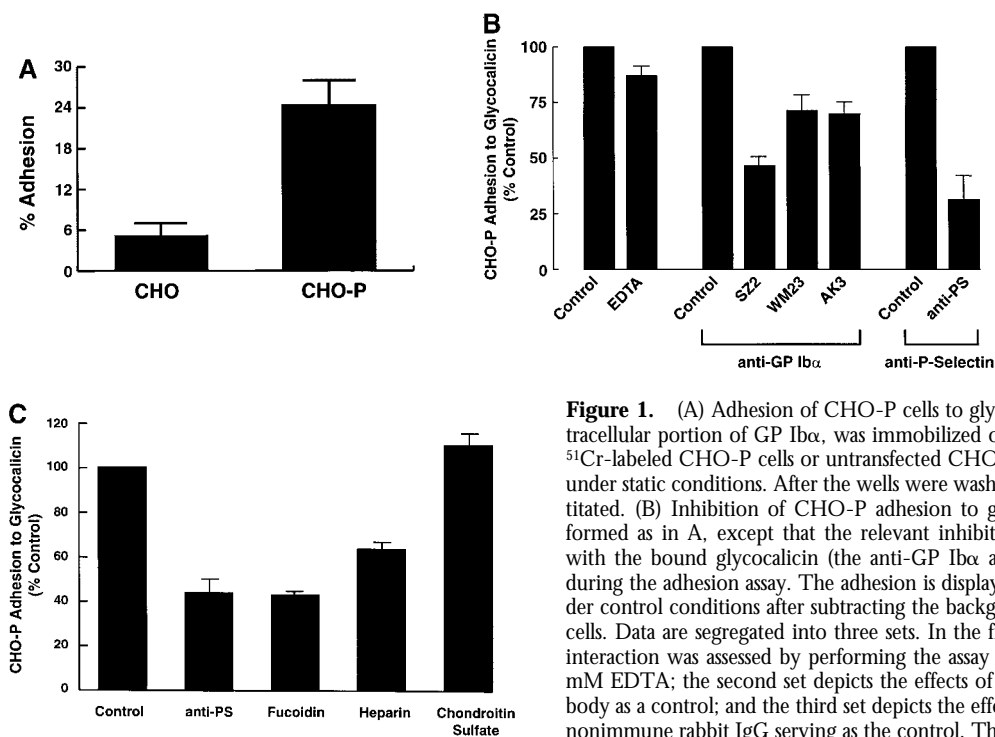 A
30
24
18
12
6
0
% Adhesion
CHO
CHO-P
B
100
75
50
25
0
CHO-P Adhesion to Glycocalicin
(% Control)
Control
EDTA
Control
SZ2
WM23
AK3
Control
anti-PS
anti-GP Ibα
anti-P-Selectin
C
120
100
80
60
40
20
0
CHO-P Adhesion to Glycocalicin
(% Control)
Control
anti-PS
Fucoidin
Heparin
Chondroitin
Sulfate
Figure 1. (A) Adhesion of CHO-P cells to gly
tracellular portion of GP Ibα, was immobilized o
⁵¹Cr-labeled CHO-P cells or untransfected CHO
under static conditions. After the wells were wash
titated. (B) Inhibition of CHO-P adhesion to g
formed as in A, except that the relevant inhibit
with the bound glycocalicin (the anti-GP Ibα a
during the adhesion assay. The adhesion is display
der control conditions after subtracting the backg
cells. Data are segregated into three sets. In the f
interaction was assessed by performing the assay
mM EDTA; the second set depicts the effects of
body as a control; and the third set depicts the effe
nonimmune rabbit IgG serving as the control. Th